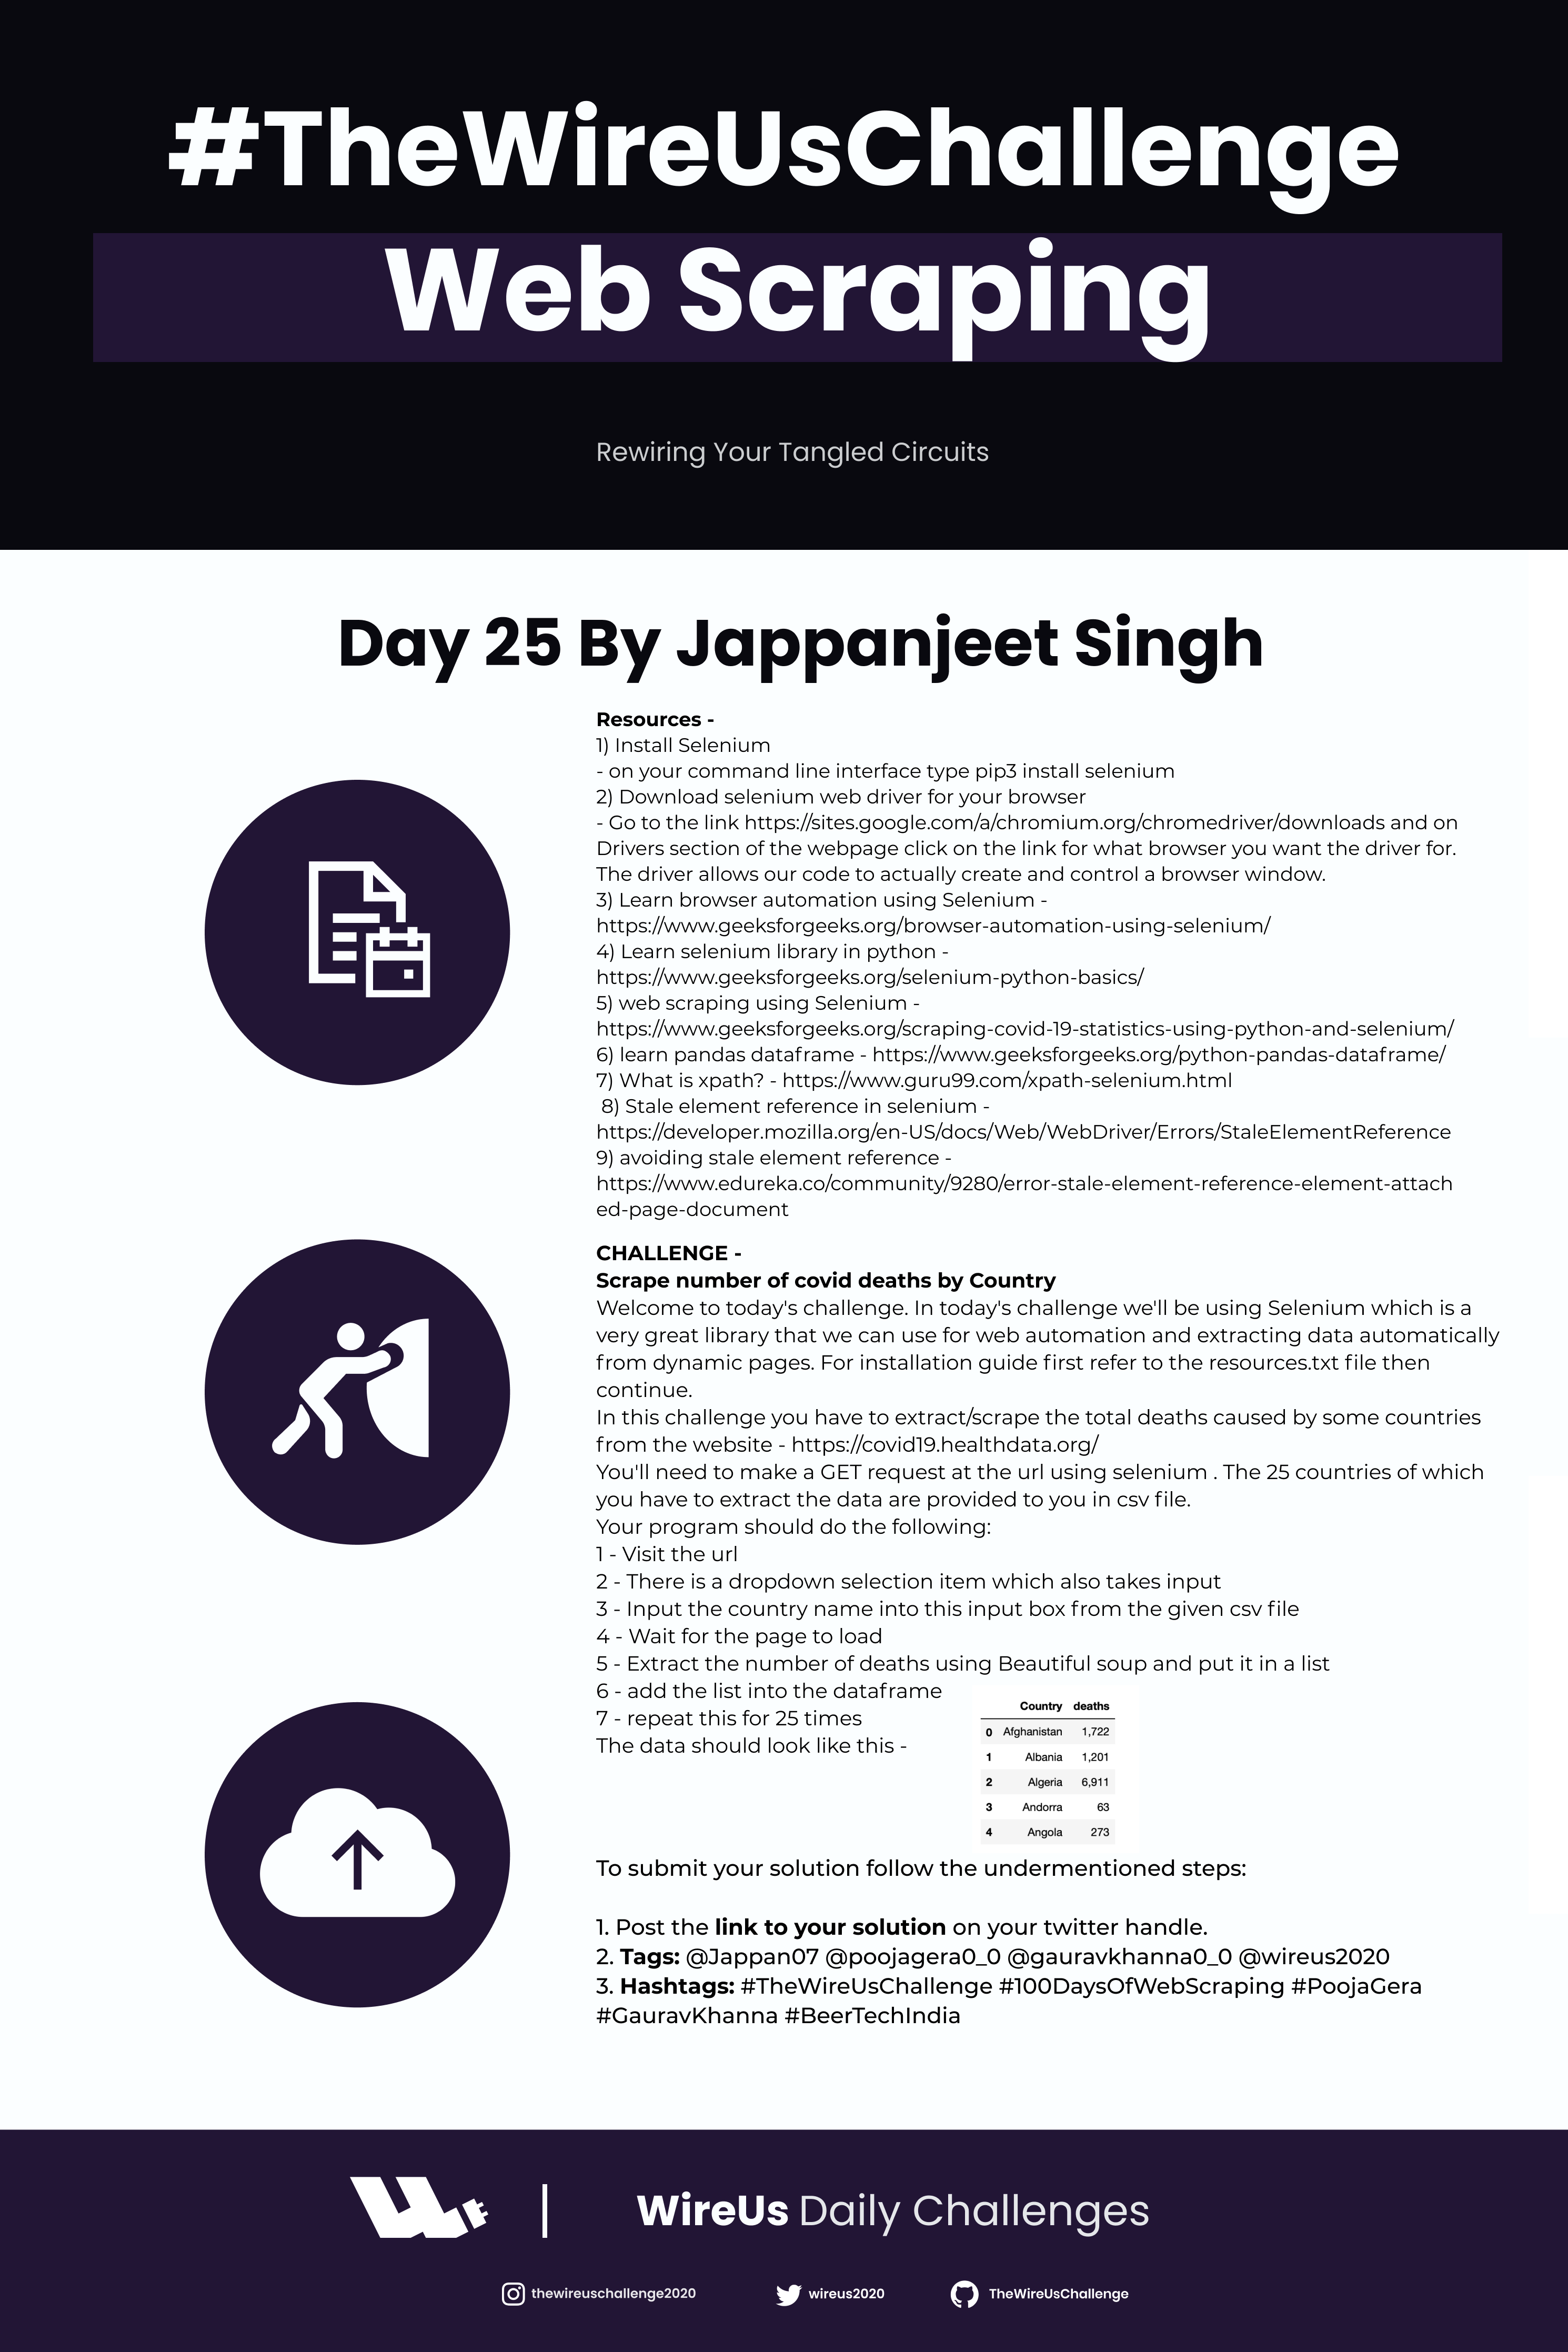 #TheWireUsChallenge
Web Scraping
Rewiring Your Tangled Circuits
Day 25 By Jappanjeet Singh
Resources -
1) Install Selenium
- on your command line interface type pip3 install selenium
2) Download selenium web driver for your browser
- Go to the link https://sites.google.com/a/chromium.org/chromedriver/downloads and on
Drivers section of the webpage click on the link for what browser you want the driver for.
The driver allows our code to actually create and control a browser window.
3) Learn browser automation using Selenium -
https://www.geeksforgeeks.org/browser-automation-using-selenium/
4) Learn selenium library in python -
https://www.geeksforgeeks.org/selenium-python-basics/
5) web scraping using Selenium -
https://www.geeksforgeeks.org/scraping-covid-19-statistics-using-python-and-selenium/
6) learn pandas dataframe - https://www.geeksforgeeks.org/python-pandas-dataframe/
7) What is xpath? - https://www.guru99.com/xpath-selenium.html
8) Stale element reference in selenium -
https://developer.mozilla.org/en-US/docs/Web/WebDriver/Errors/StaleElementReference
9) avoiding stale element reference -
https://www.edureka.co/community/9280/error-stale-element-reference-element-attach
ed-page-document
CHALLENGE -
Scrape number of covid deaths by Country
Welcome to today's challenge. In today's challenge we'll be using Selenium which is a
very great library that we can use for web automation and extracting data automatically
from dynamic pages. For installation guide first refer to the resources.txt file then
continue.
In this challenge you have to extract/scrape the total deaths caused by some countries
from the website - https://covid19.healthdata.org/
You'll need to make a GET request at the url using selenium . The 25 countries of which
you have to extract the data are provided to you in csv file.
Your program should do the following:
1 - Visit the url
2 - There is a dropdown selection item which also takes input
3 - Input the country name into this input box from the given csv file
4 - Wait for the page to load
5 - Extract the number of deaths using Beautiful soup and put it in a list
6 - add the list into the dataframe
7 - repeat this for 25 times
The data should look like this -
Country deaths
0 Afghanistan 1,722
1 Albania 1,201
2 Algeria 6,911
3 Andorra 63
4 Angola 273
To submit your solution follow the undermentioned steps:
1. Post the link to your solution on your twitter handle.
2. Tags: @Jappan07 @poojagera0_0 @gauravkhanna0_0 @wireus2020
3. Hashtags: #TheWireUsChallenge #100DaysOfWebScraping #PoojaGera
#GauravKhanna #BeerTechIndia
WireUs Daily Challenges
thewireuschallenge2020 wireus2020 TheWireUsChallenge